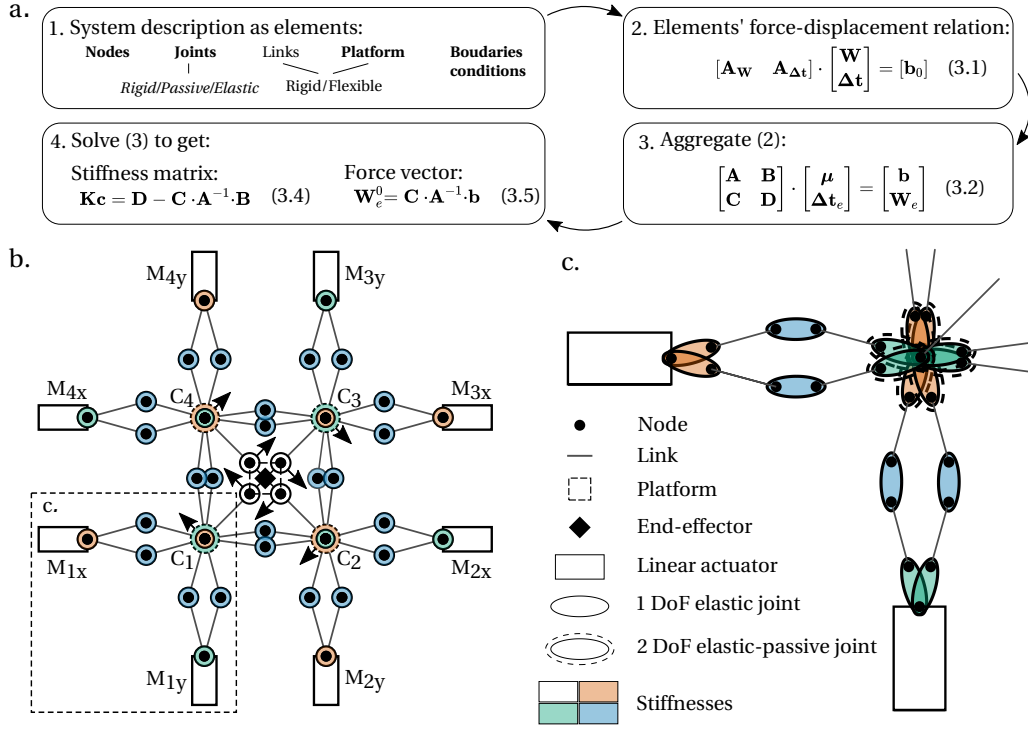 a.
1. System description as elements:
Nodes Joints Links Platform Boudaries conditions
Rigid/Passive/Elastic Rigid/Flexible
2. Elements' force-displacement relation:
[A_W A_Δt] · [W Δt] = [b_0] (3.1)
4. Solve (3) to get:
Stiffness matrix: Force vector:
Kc = D − C · A^{-1} · B (3.4) W_e^0 = C · A^{-1} · b (3.5)
3. Aggregate (2):
[A B
C D] · [μ
Δt_e] = [b
W_e] (3.2)
b.
M4y M3y
M4x C4 C3 M3x
c.
M1x C1 C2 M2x
M1y M2y
c.
Node
Link
Platform
End-effector
Linear actuator
1 DoF elastic joint
2 DoF elastic-passive joint
Stiffnesses